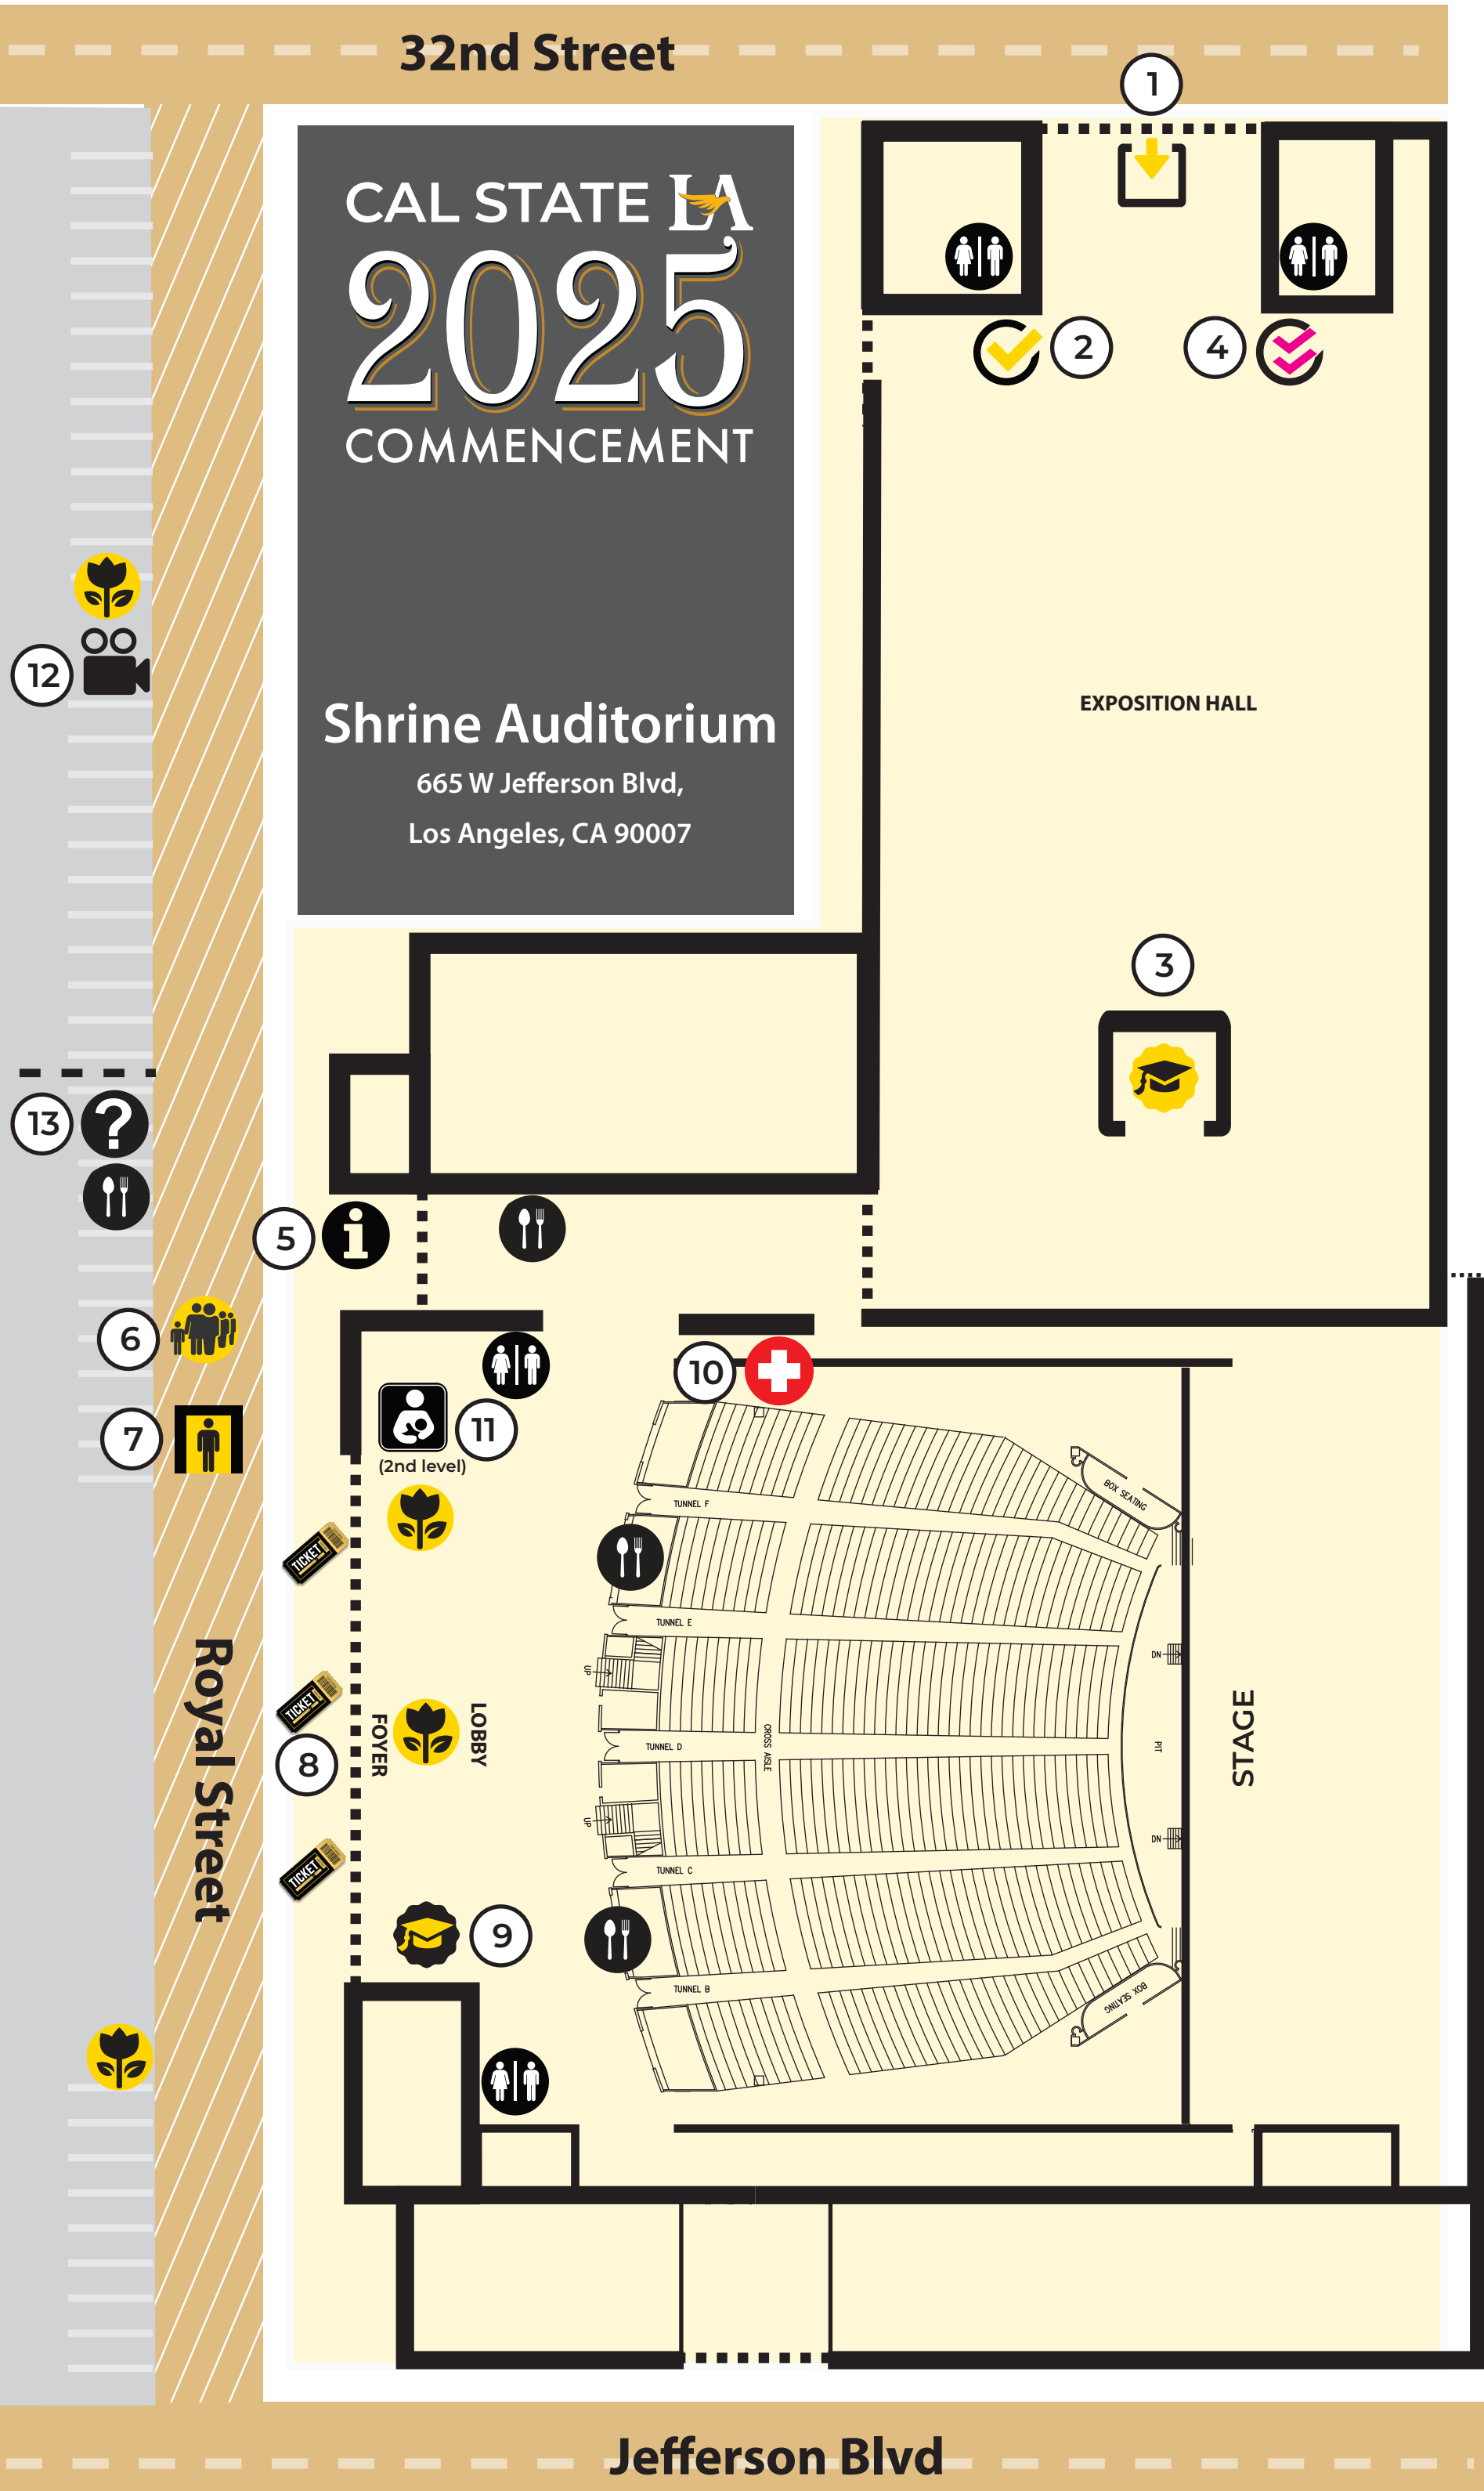 32nd Street
1
CAL STATE LA
2025
COMMENCEMENT
2
4
12
Shrine Auditorium
665 W Jefferson Blvd,
Los Angeles, CA 90007
EXPOSITION HALL
3
13
?
5
i
6
10
7
11
(2nd level)
BOX SEATING
TUNNEL F
TICKET
TUNNEL E
UP
DN
Royal Street
TICKET
FOYER
LOBBY
TUNNEL D
CROSS AISLE
PIT
STAGE
8
UP
DN
TICKET
TUNNEL C
9
TUNNEL B
BOX SEATING
Jefferson Blvd